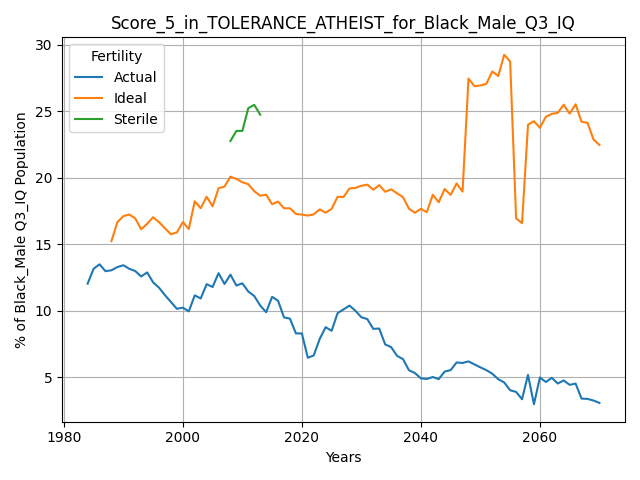 Score_5_in_TOLERANCE_ATHEIST_for_Black_Male_Q3_IQ
Fertility
Actual
Ideal
Sterile
% of Black_Male Q3_IQ Population
30
25
20
15
10
5
1980 2000 2020 2040 2060
Years